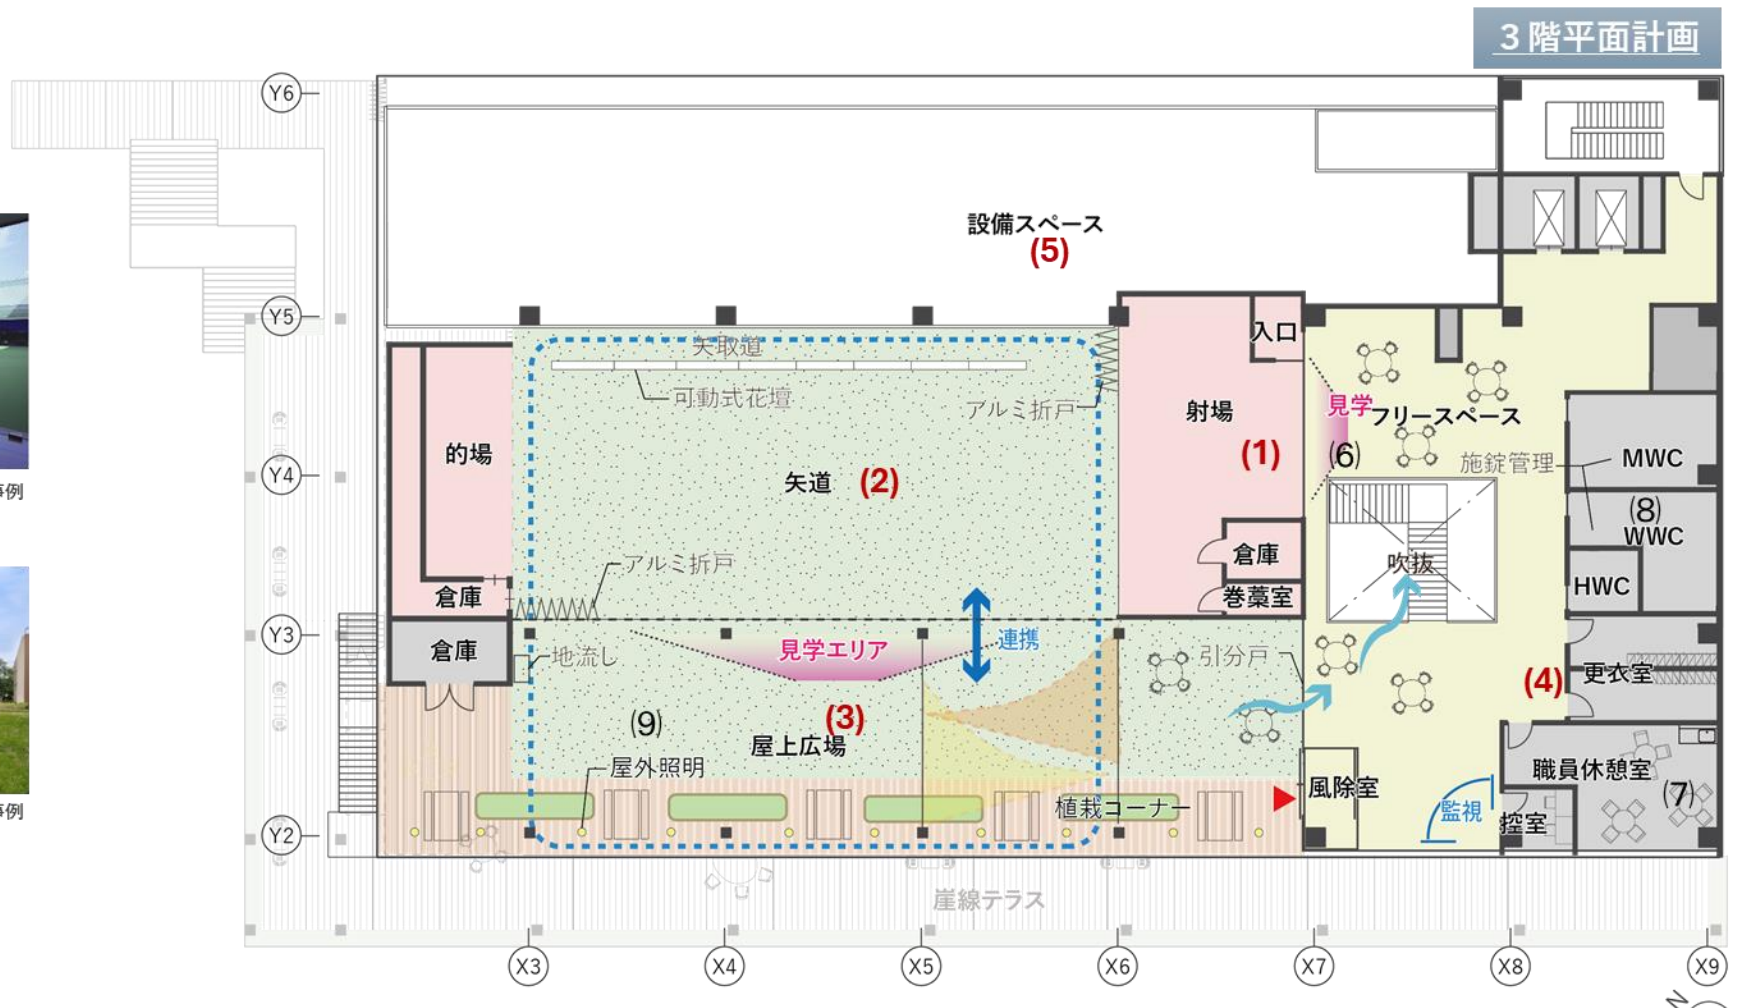 3階平面計画
Y6
設備スペース
(5)
Y5
矢取道
入口
可動式花壇
アルミ折戸
射場
見学
フリースペース
的場
(1)
(6)
施錠管理
MWC
Y4
矢道
(2)
事例
(8)
WWC
アルミ折戸
倉庫
吹抜
HWC
倉庫
巻藁室
Y3
倉庫
地流し
見学エリア
連携
引分戸
(4)
更衣室
(9)
(3)
屋上広場
屋外照明
職員休憩室
風除室
(7)
植栽コーナー
監視
控室
事例
Y2
崖線テラス
X3
X4
X5
X6
X7
X8
X9
N